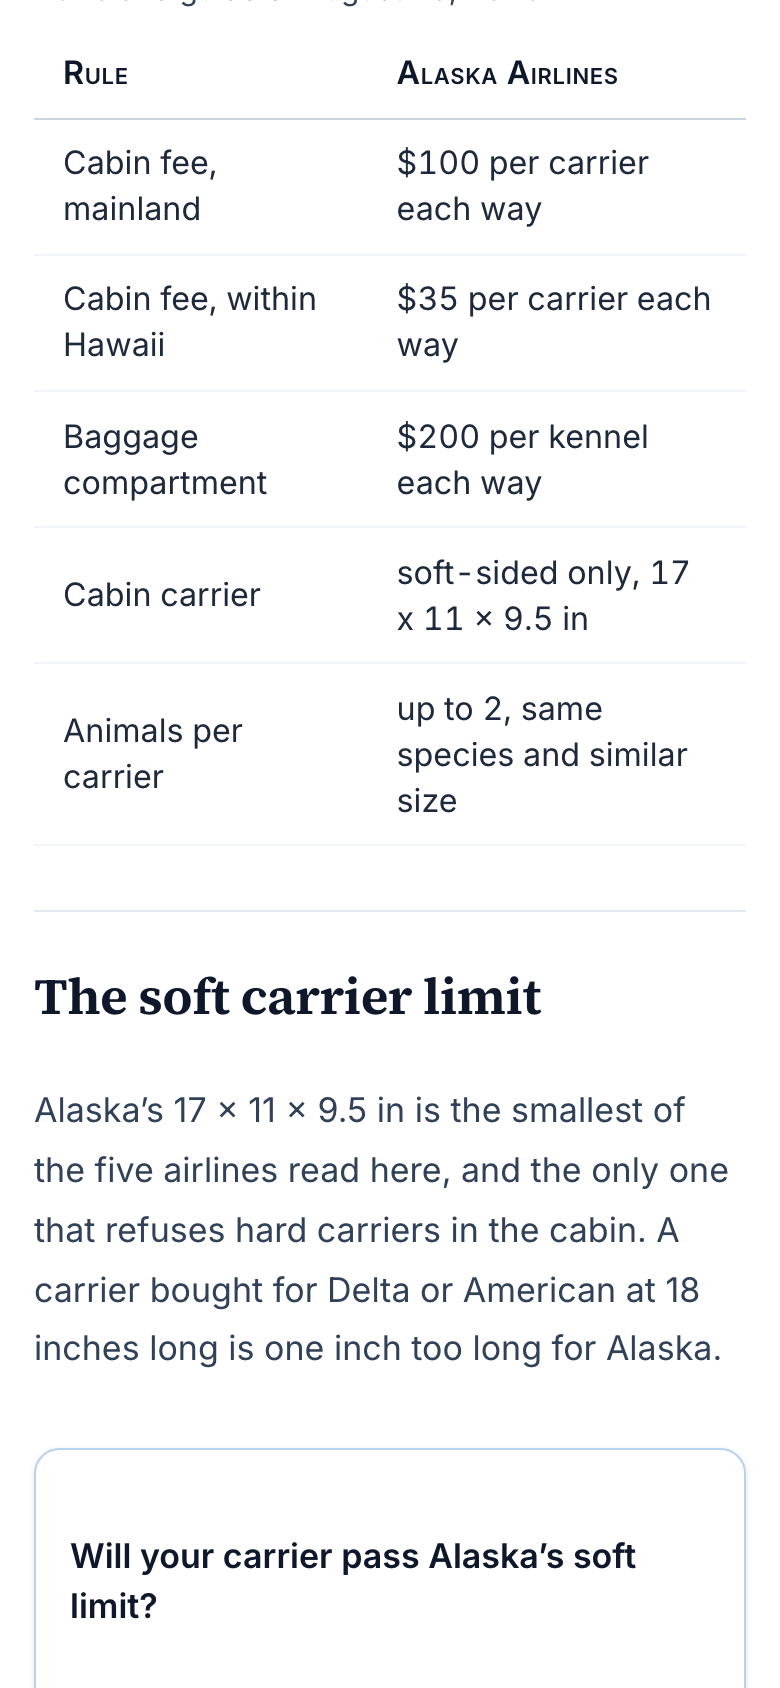 Rule Alaska Airlines
Cabin fee, mainland $100 per carrier each way
Cabin fee, within Hawaii $35 per carrier each way
Baggage compartment $200 per kennel each way
Cabin carrier soft-sided only, 17 x 11 × 9.5 in
Animals per carrier up to 2, same species and similar size
The soft carrier limit
Alaska’s 17 × 11 × 9.5 in is the smallest of
the five airlines read here, and the only one
that refuses hard carriers in the cabin. A
carrier bought for Delta or American at 18
inches long is one inch too long for Alaska.
Will your carrier pass Alaska’s soft
limit?